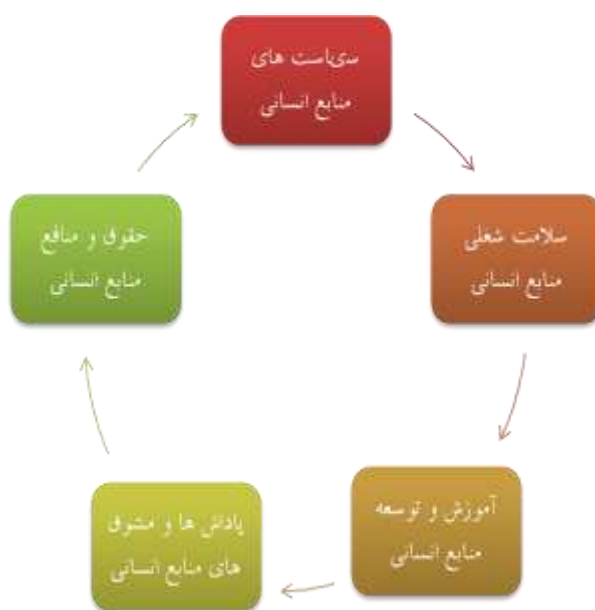 سیاست های
منابع انسانی
سلامت شغلی
منابع انسانی
آموزش و توسعه
منابع انسانی
پاداش ها و مشوق
های منابع انسانی
حقوق و منافع
منابع انسانی